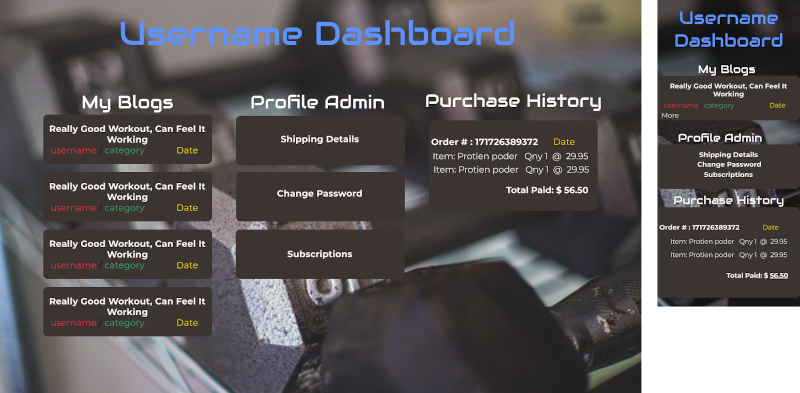 Username Dashboard
My Blogs
Really Good Workout, Can Feel It
Working
username / category Date
Really Good Workout, Can Feel It
Working
username / category Date
Really Good Workout, Can Feel It
Working
username / category Date
Really Good Workout, Can Feel It
Working
username / category Date
Profile Admin
Shipping Details
Change Password
Subscriptions
Purchase History
Order # : 171726389372 Date
Item: Protien poder Qny 1 @ 29.95
Item: Protien poder Qny 1 @ 29.95
Total Paid: $ 56.50
Username
Dashboard
My Blogs
Really Good Workout, Can Feel It
Working
username / category Date
More
Profile Admin
Shipping Details
Change Password
Subscriptions
Purchase History
Order # : 171726389372 Date
Item: Protien poder Qny 1 @ 29.95
Item: Protien poder Qny 1 @ 29.95
Total Paid: $ 56.50